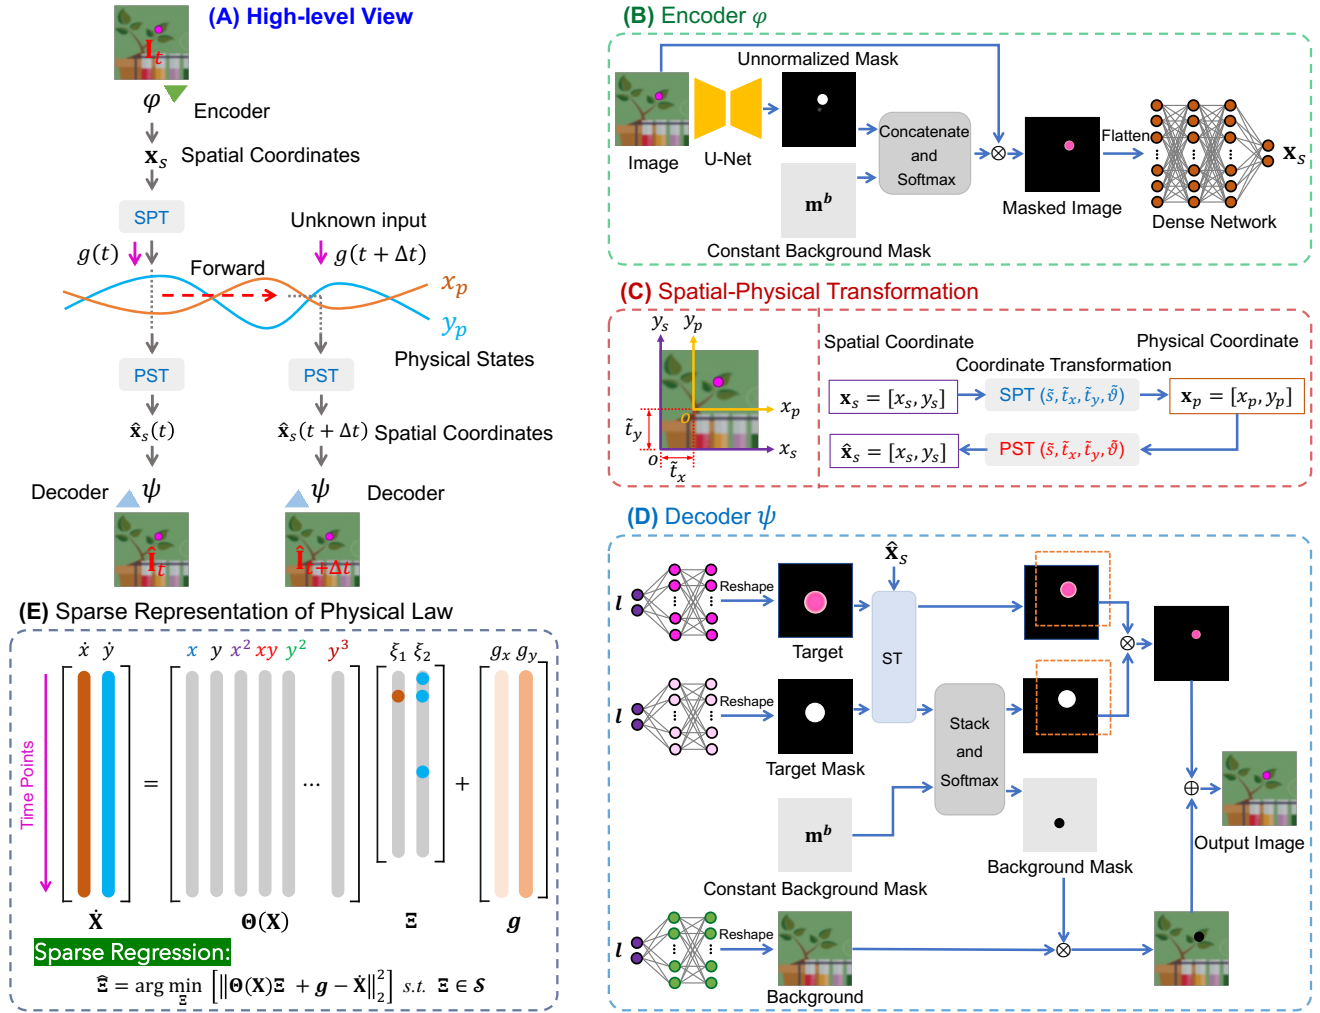 (A) High-level View
I_t
φ
Encoder
x_s Spatial Coordinates
SPT
Unknown input
g(t)
g(t + Δt)
Forward
x_p
y_p
Physical States
PST
PST
x̂_s(t)
x̂_s(t + Δt) Spatial Coordinates
Decoder ψ
ψ Decoder
Î_t
Î_{t+Δt}
(B) Encoder φ
Unnormalized Mask
Image
U-Net
Concatenate
and
Softmax
m^b
Constant Background Mask
⊗
Masked Image
Flatten
Dense Network
x_s
(C) Spatial-Physical Transformation
y_s y_p
x_p
x_s
o
o
t̃_y
t̃_x
Spatial Coordinate
Physical Coordinate
Coordinate Transformation
x_s = [x_s, y_s]
SPT (s̃, t̃_x, t̃_y, ϑ̃)
x_p = [x_p, y_p]
x̂_s = [x_s, y_s]
PST (s̃, t̃_x, t̃_y, ϑ̃)
(D) Decoder ψ
x̂_s
l
Reshape
Target
ST
l
Reshape
Target Mask
Stack
and
Softmax
⊗
m^b
Constant Background Mask
Background Mask
⊕
Output Image
l
Reshape
Background
⊗
(E) Sparse Representation of Physical Law
Time Points
ẋ ẏ
x y x² xy y² y³
ξ₁ ξ₂
g_x g_y
= ... +
Ẋ
Θ(X)
Ξ
g
Sparse Regression:
Ξ̂ = arg min_Ξ [‖Θ(X)Ξ + g − Ẋ‖₂²] s.t. Ξ ∈ 𝓢